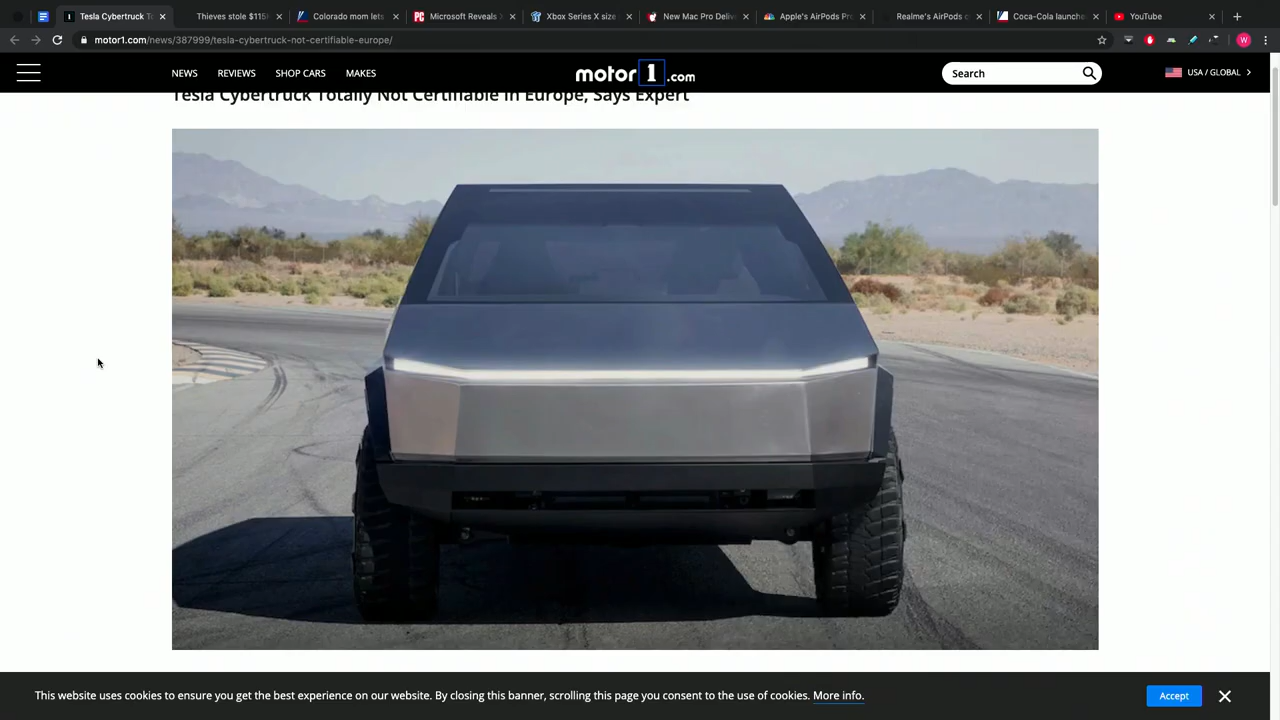 Tesla Cybertruck To
Thieves stole $115
Colorado mom lets
Microsoft Reveals
Xbox Series X size
New Mac Pro Delive
Apple's AirPods Pro
Realme's AirPods c
Coca-Cola launche
YouTube
motor1.com/news/387999/tesla-cybertruck-not-certifiable-europe/
W
NEWS REVIEWS SHOP CARS MAKES
motor1.com
Search
USA / GLOBAL
Tesla Cybertruck Totally Not Certifiable In Europe, Says Expert
This website uses cookies to ensure you get the best experience on our website. By closing this banner, scrolling this page you consent to the use of cookies. More info.
Accept